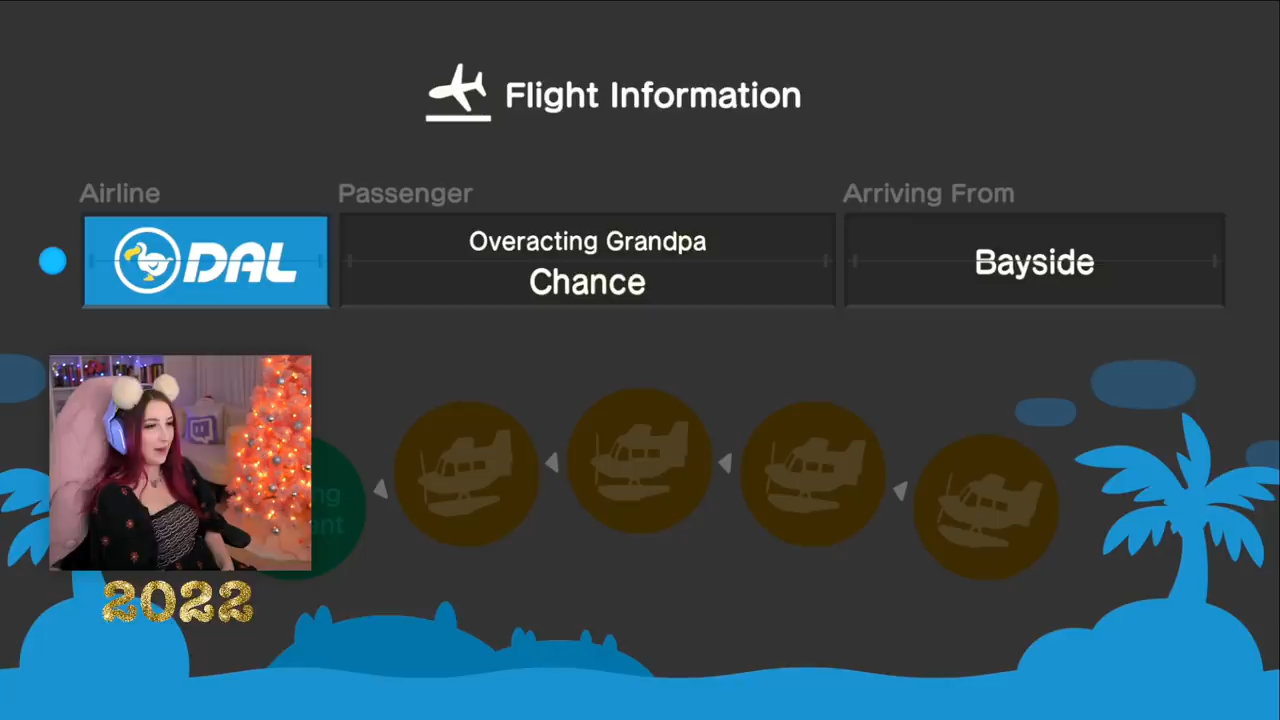 Flight Information
Airline
Passenger
Arriving From
DAL
Overacting Grandpa
Chance
Bayside
2022